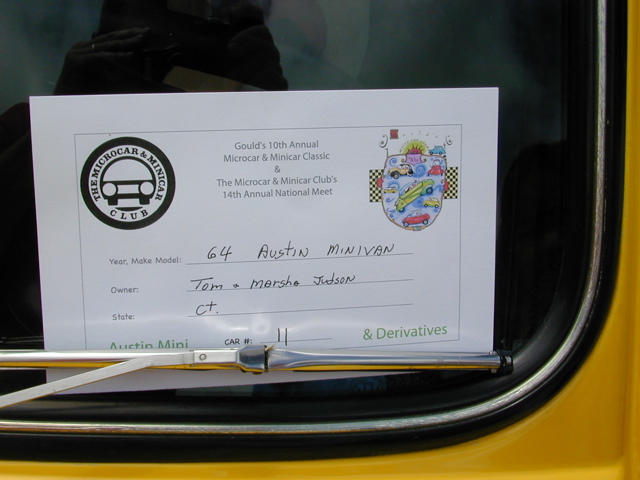 THE MICROCAR & MINICAR
CLUB
Gould's 10th Annual
Microcar & Minicar Classic
&
The Microcar & Minicar Club's
14th Annual National Meet
Year, Make Model: 64 Austin MINIVAN
Owner: Tom & Marsha Judson
State: Ct.
Austin Mini CAR #: 11 & Derivatives